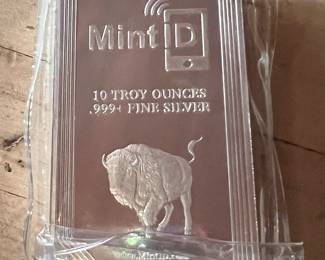 MintID
10 TROY OUNCES
.999+ FINE SILVER